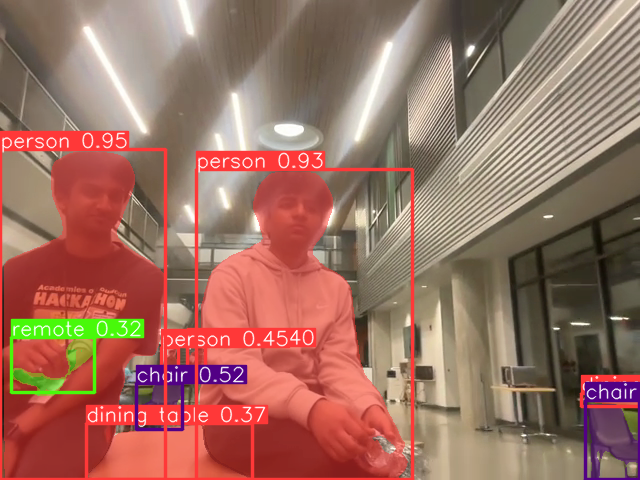 person 0.95
person 0.93
Academies of
HACKATHON
remote 0.32
person 0.4540
chair 0.52
chair
dining table 0.37